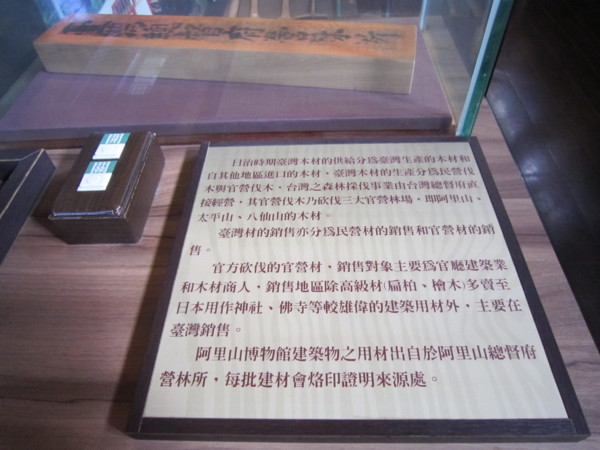 日治時期臺灣木材的供給分為臺灣生產的木材和
自其他地區進口的木材。臺灣木材的生產分為民營伐
木與官營伐木,台灣之森林採伐事業由台灣總督府直
接經營,其官營伐木乃砍伐三大官營林場,即阿里山、
太平山、八仙山的木材。
臺灣材的銷售亦分為民營材的銷售和官營材的銷
售。
官方砍伐的官營材,銷售對象主要為官廳建築業
和木材商人,銷售地區除高級材(扁柏、檜木)多賣至
日本用作神社、佛寺等較雄偉的建築用材外,主要在
臺灣銷售。
阿里山博物館建築物之用材出自於阿里山總督府
營林所,每批建材會烙印證明來源處。